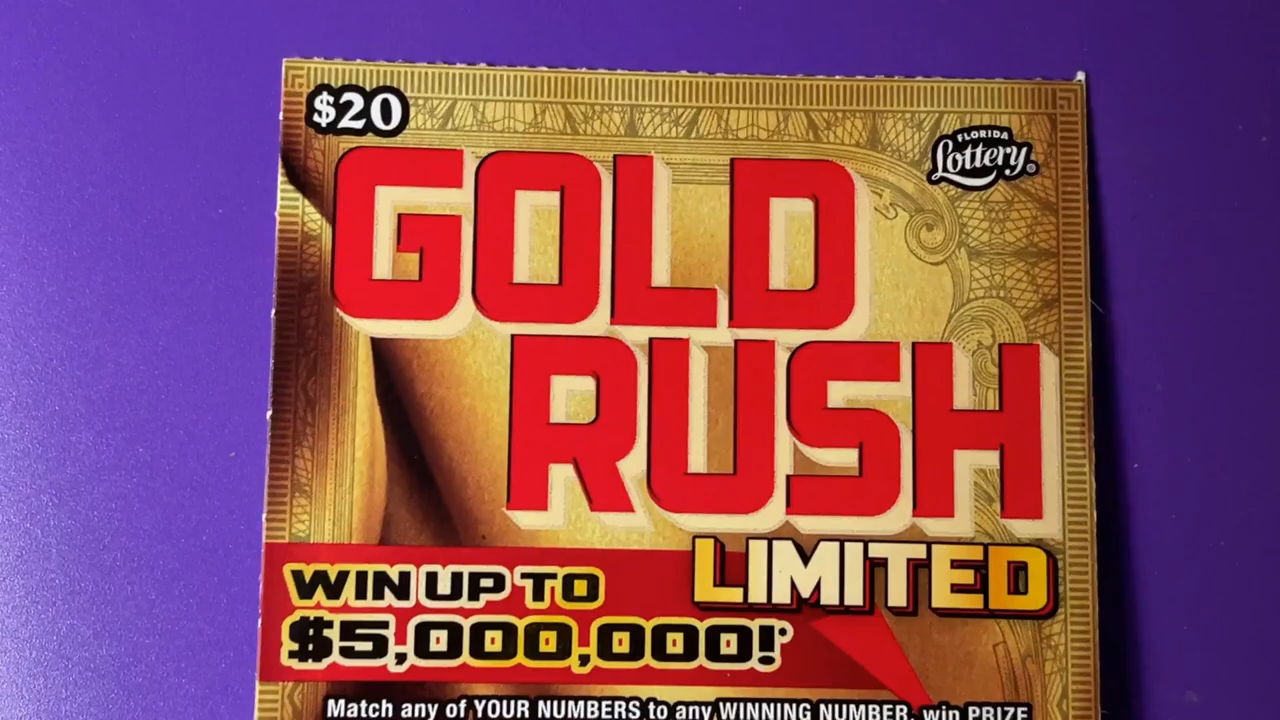 $20
FLORIDA
Lottery®
GOLD
RUSH
LIMITED
WIN UP TO
$5,000,000!*
Match any of YOUR NUMBERS to any WINNING NUMBER, win PRIZE